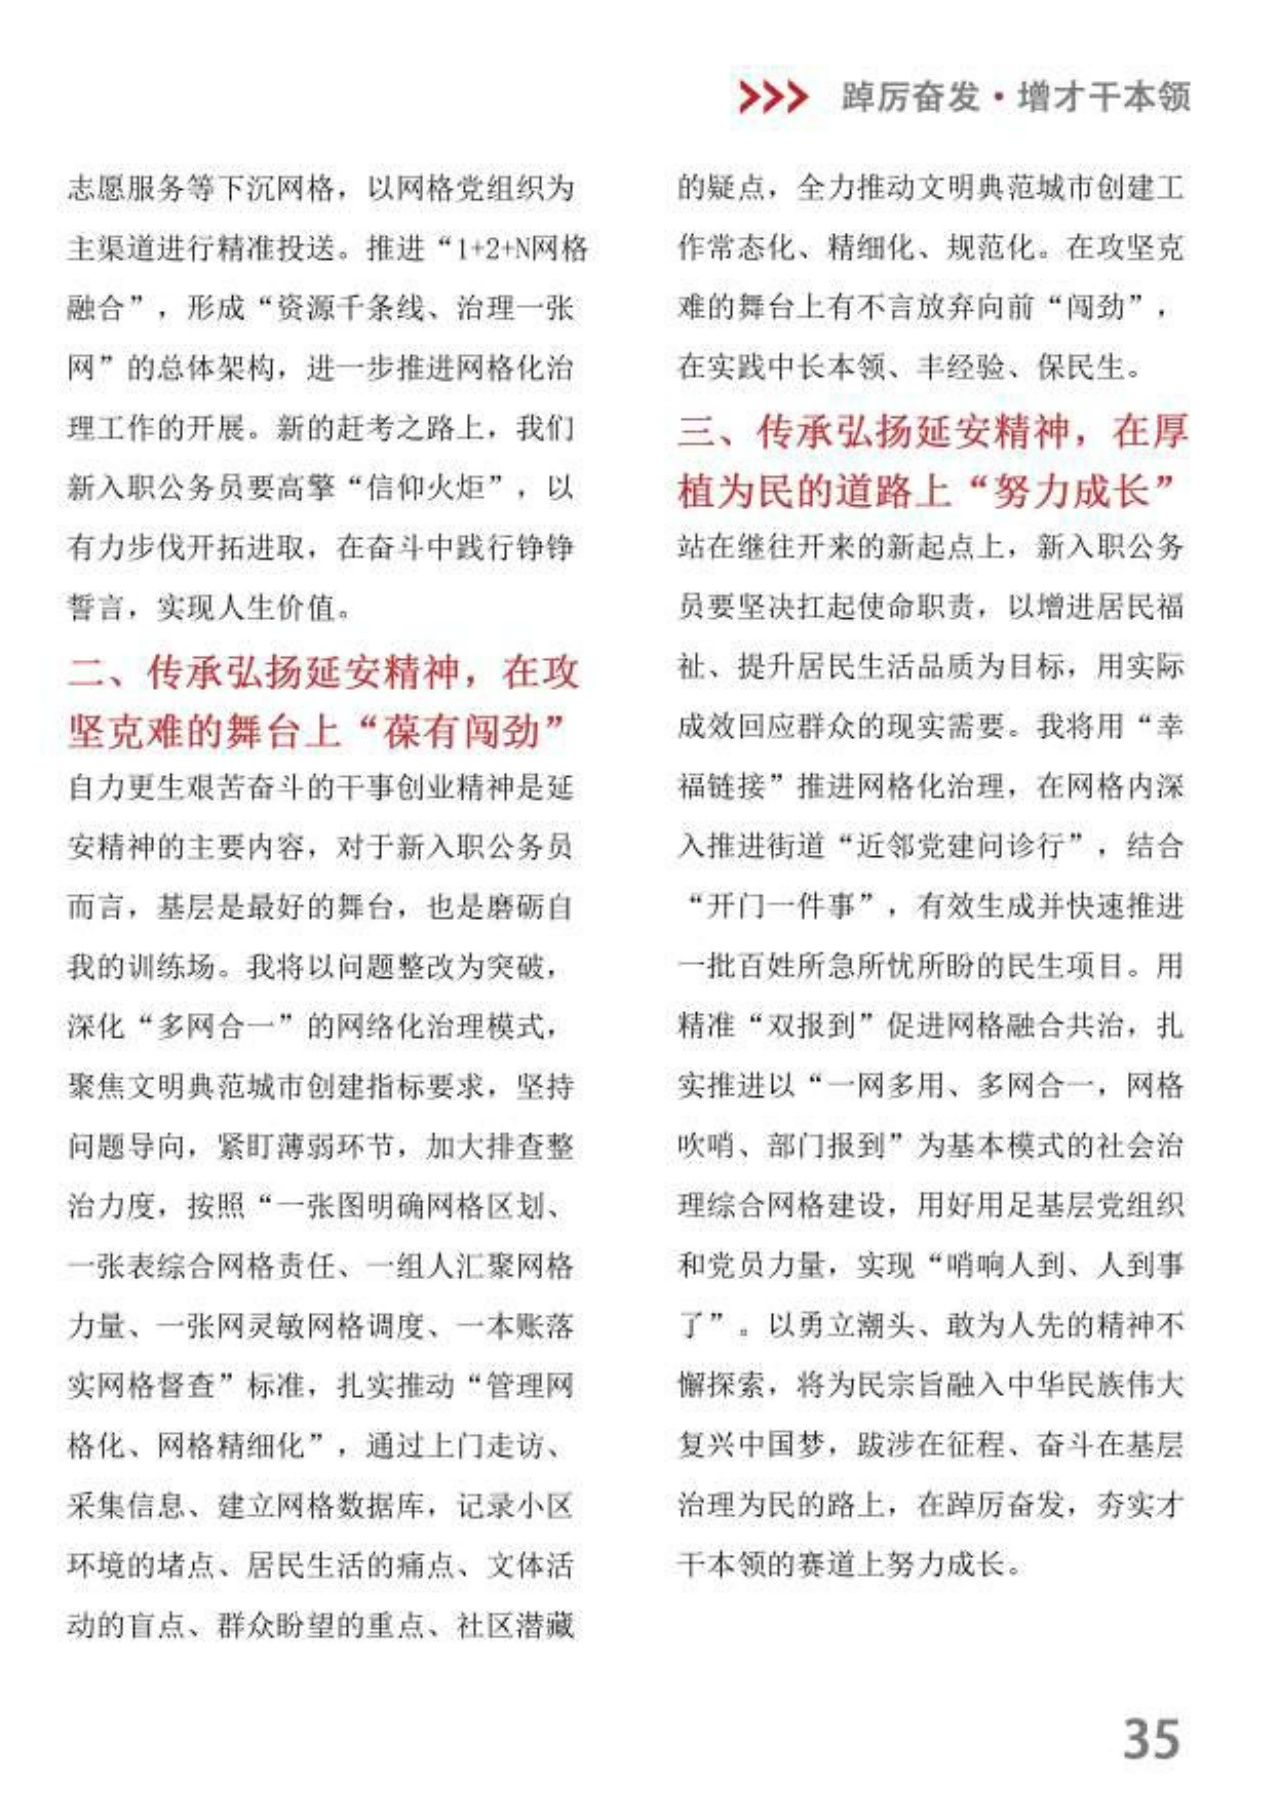 >>> 踔厉奋发·增才干本领
志愿服务等下沉网格，以网格党组织为
主渠道进行精准投送。推进“1+2+N网格
融合”，形成“资源千条线、治理一张
网”的总体架构，进一步推进网格化治
理工作的开展。新的赶考之路上，我们
新入职公务员要高擎“信仰火炬”，以
有力步伐开拓进取，在奋斗中践行铮铮
誓言，实现人生价值。
二、传承弘扬延安精神，在攻
坚克难的舞台上“葆有闯劲”
自力更生艰苦奋斗的干事创业精神是延
安精神的主要内容，对于新入职公务员
而言，基层是最好的舞台，也是磨砺自
我的训练场。我将以问题整改为突破，
深化“多网合一”的网络化治理模式，
聚焦文明典范城市创建指标要求，坚持
问题导向，紧盯薄弱环节，加大排查整
治力度，按照“一张图明确网格区划、
一张表综合网格责任、一组人汇聚网格
力量、一张网灵敏网格调度、一本账落
实网格督查”标准，扎实推动“管理网
格化、网格精细化”，通过上门走访、
采集信息、建立网格数据库，记录小区
环境的堵点、居民生活的痛点、文体活
动的盲点、群众盼望的重点、社区潜藏
的疑点，全力推动文明典范城市创建工
作常态化、精细化、规范化。在攻坚克
难的舞台上有不言放弃向前“闯劲”，
在实践中长本领、丰经验、保民生。
三、传承弘扬延安精神，在厚
植为民的道路上“努力成长”
站在继往开来的新起点上，新入职公务
员要坚决扛起使命职责，以增进居民福
祉、提升居民生活品质为目标，用实际
成效回应群众的现实需要。我将用“幸
福链接”推进网格化治理，在网格内深
入推进街道“近邻党建问诊行”，结合
“开门一件事”，有效生成并快速推进
一批百姓所急所忧所盼的民生项目。用
精准“双报到”促进网格融合共治，扎
实推进以“一网多用、多网合一，网格
吹哨、部门报到”为基本模式的社会治
理综合网格建设，用好用足基层党组织
和党员力量，实现“哨响人到、人到事
了”。以勇立潮头、敢为人先的精神不
懈探索，将为民宗旨融入中华民族伟大
复兴中国梦，跋涉在征程、奋斗在基层
治理为民的路上，在踔厉奋发，夯实才
干本领的赛道上努力成长。
35